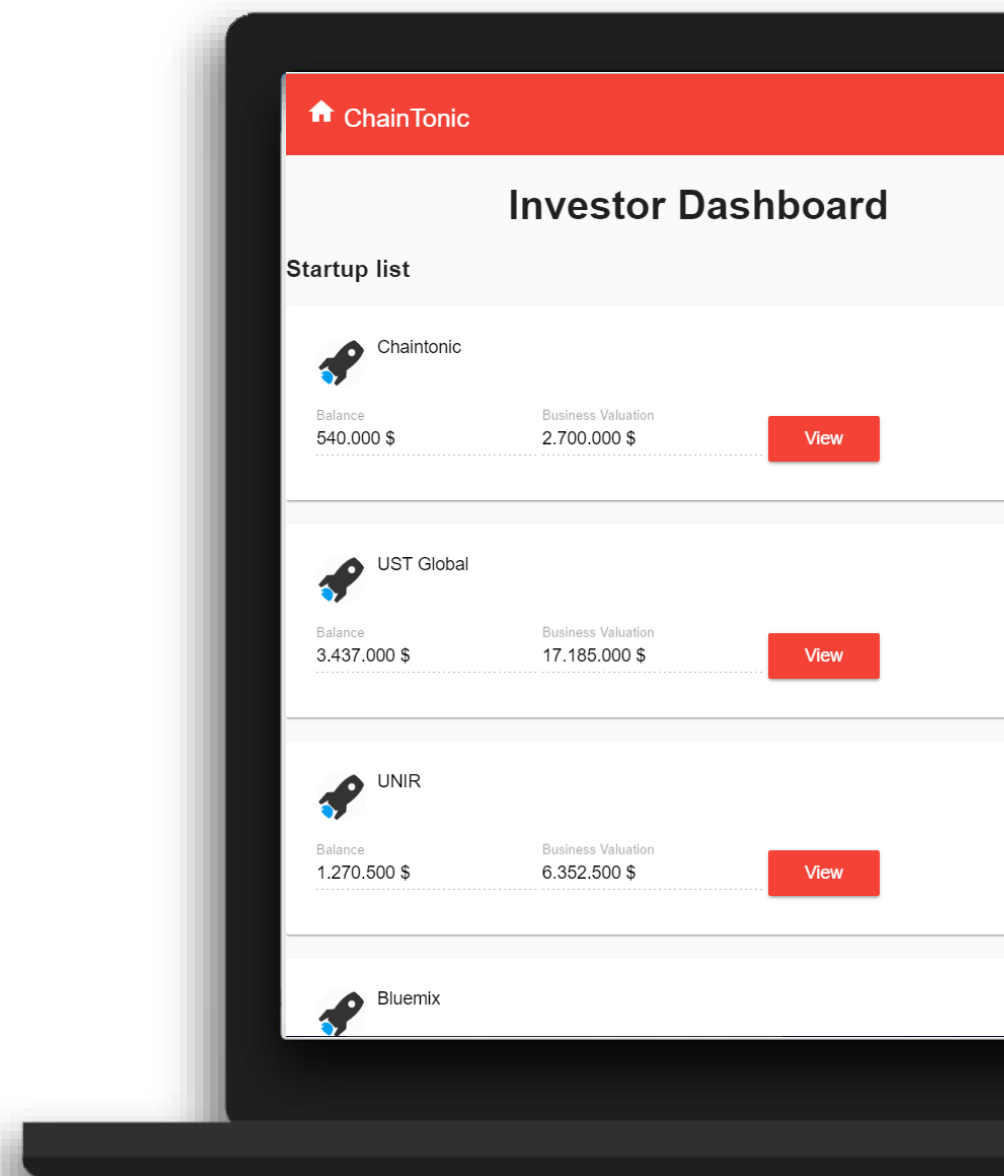 ChainTonic
Investor Dashboard
Startup list
Chaintonic
Balance Business Valuation
540.000 $ 2.700.000 $ View
UST Global
Balance Business Valuation
3.437.000 $ 17.185.000 $ View
UNIR
Balance Business Valuation
1.270.500 $ 6.352.500 $ View
Bluemix